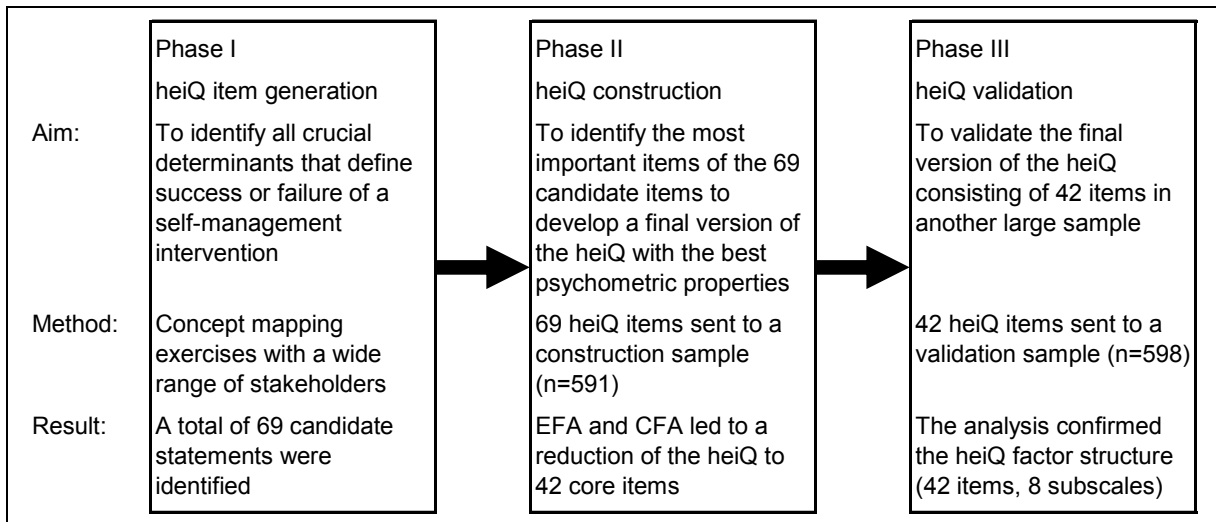 Phase I
heiQ item generation
Aim:
To identify all crucial
determinants that define
success or failure of a
self-management
intervention
Method:
Concept mapping
exercises with a wide
range of stakeholders
Result:
A total of 69 candidate
statements were
identified
Phase II
heiQ construction
To identify the most
important items of the 69
candidate items to
develop a final version of
the heiQ with the best
psychometric properties
69 heiQ items sent to a
construction sample
(n=591)
EFA and CFA led to a
reduction of the heiQ to
42 core items
Phase III
heiQ validation
To validate the final
version of the heiQ
consisting of 42 items in
another large sample
42 heiQ items sent to a
validation sample (n=598)
The analysis confirmed
the heiQ factor structure
(42 items, 8 subscales)